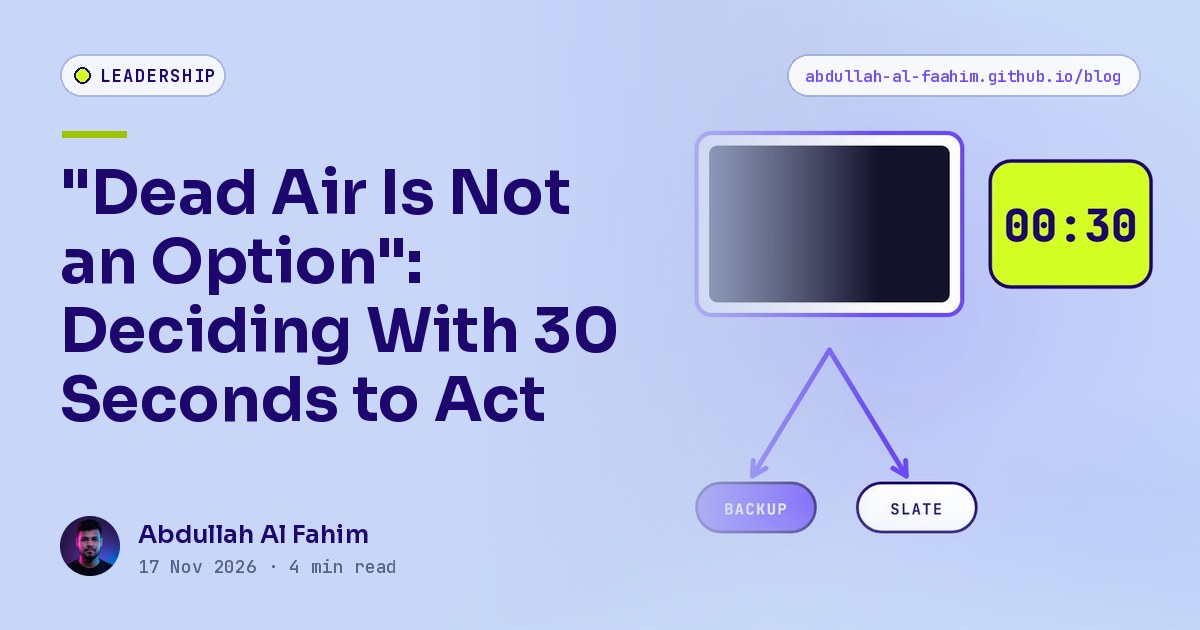 LEADERSHIP
abdullah-al-faahim.github.io/blog
"Dead Air Is Not
an Option":
Deciding With 30
Seconds to Act
00:30
BACKUP
SLATE
Abdullah Al Fahim
17 Nov 2026 · 4 min read